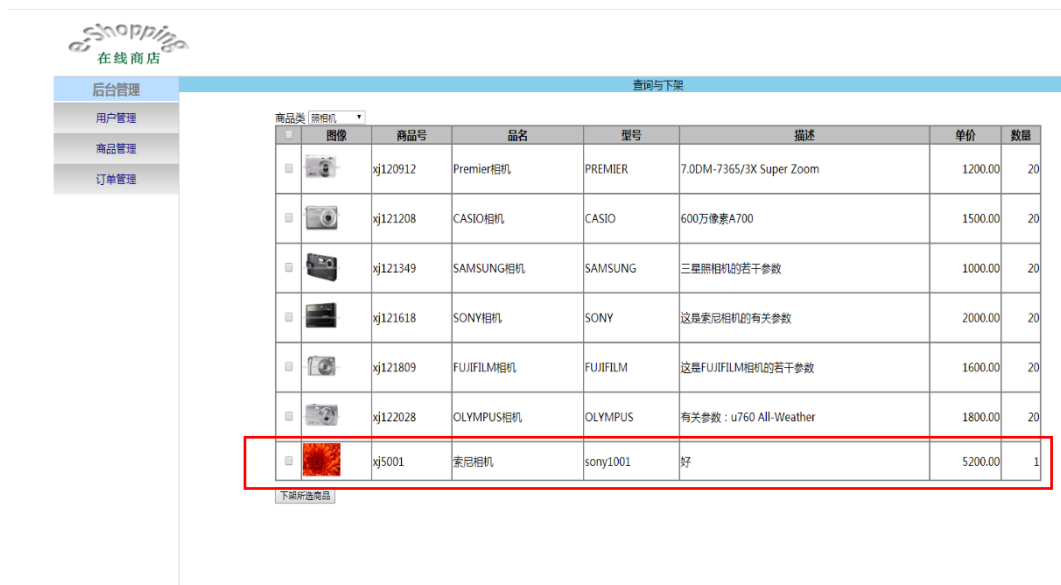 e-Shopping
在线商店
后台管理
查询与下架
用户管理
商品管理
订单管理
商品类 照相机
图像 商品号 品名 型号 描述 单价 数量
xj120912 Premier相机 PREMIER 7.0DM-7365/3X Super Zoom 1200.00 20
xj121208 CASIO相机 CASIO 600万像素A700 1500.00 20
xj121349 SAMSUNG相机 SAMSUNG 三星照相机的若干参数 1000.00 20
xj121618 SONY相机 SONY 这是索尼相机的有关参数 2000.00 20
xj121809 FUJIFILM相机 FUJIFILM 这是FUJIFILM相机的若干参数 1600.00 20
xj122028 OLYMPUS相机 OLYMPUS 有关参数：u760 All-Weather 1800.00 20
xj5001 索尼相机 sony1001 好 5200.00 1
下架所选商品